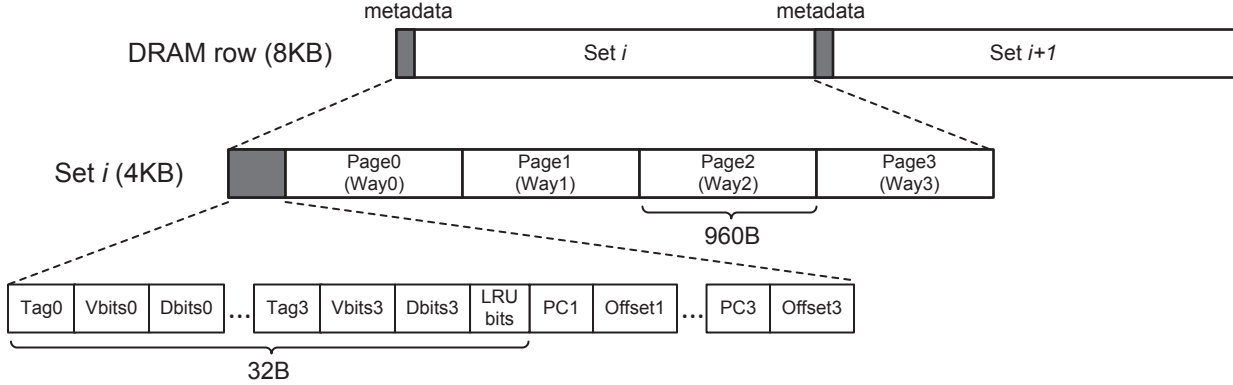 metadata metadata
DRAM row (8KB) Set i Set i+1
Set i (4KB) Page0 (Way0) Page1 (Way1) Page2 (Way2) Page3 (Way3)
960B
Tag0 Vbits0 Dbits0 ... Tag3 Vbits3 Dbits3 LRU bits PC1 Offset1 ... PC3 Offset3
32B